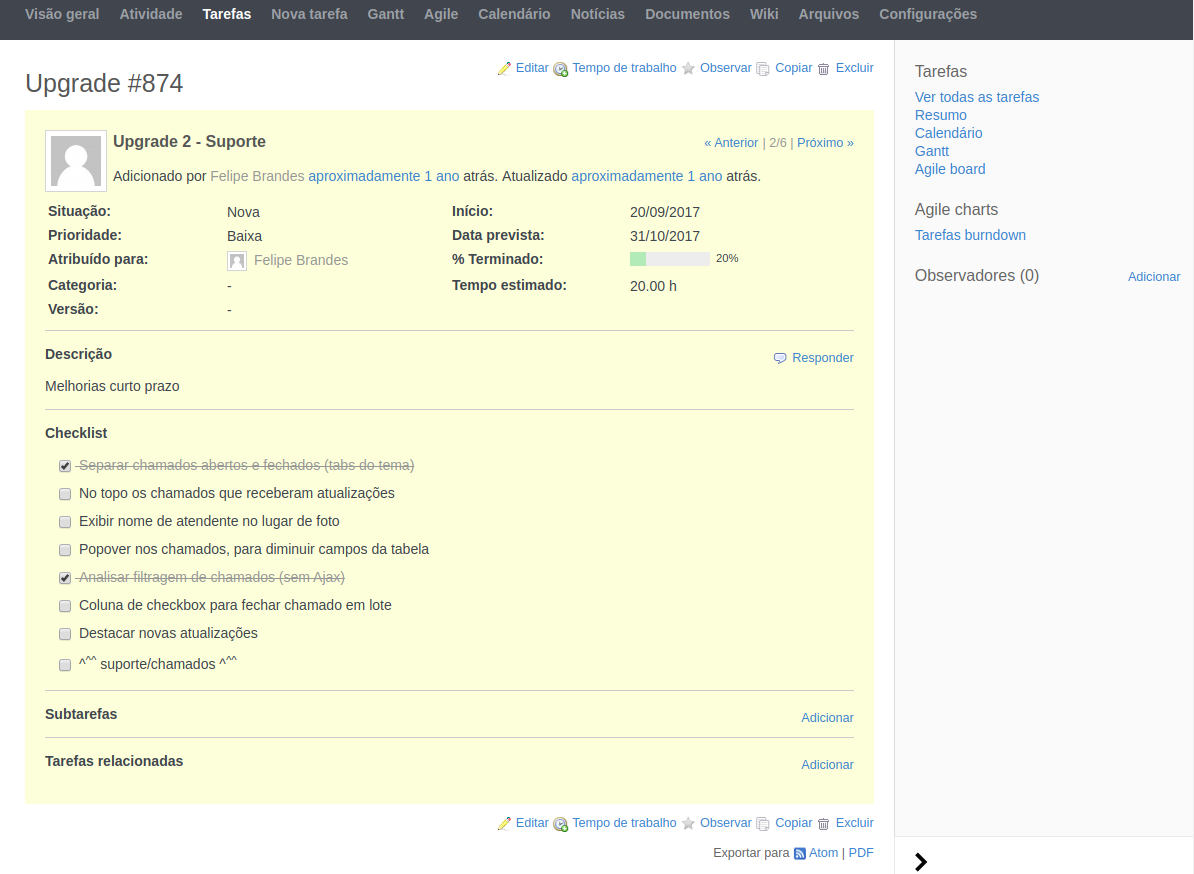 Visão geral Atividade Tarefas Nova tarefa Gantt Agile Calendário Notícias Documentos Wiki Arquivos Configurações
Editar Tempo de trabalho Observar Copiar Excluir
Upgrade #874
Upgrade 2 - Suporte
« Anterior | 2/6 | Próximo »
Adicionado por Felipe Brandes aproximadamente 1 ano atrás. Atualizado aproximadamente 1 ano atrás.
Situação: Nova Início: 20/09/2017
Prioridade: Baixa Data prevista: 31/10/2017
Atribuído para: Felipe Brandes % Terminado: 20%
Categoria: - Tempo estimado: 20.00 h
Versão: -
Descrição Responder
Melhorias curto prazo
Checklist
Separar chamados abertos e fechados (tabs do tema)
No topo os chamados que receberam atualizações
Exibir nome de atendente no lugar de foto
Popover nos chamados, para diminuir campos da tabela
Analisar filtragem de chamados (sem Ajax)
Coluna de checkbox para fechar chamado em lote
Destacar novas atualizações
^^^ suporte/chamados ^^^
Subtarefas Adicionar
Tarefas relacionadas Adicionar
Editar Tempo de trabalho Observar Copiar Excluir
Exportar para Atom | PDF
Tarefas
Ver todas as tarefas
Resumo
Calendário
Gantt
Agile board
Agile charts
Tarefas burndown
Observadores (0) Adicionar